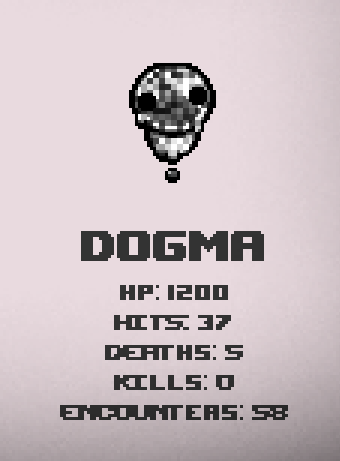 DOGMA
HP: 1200
HITS: 37
DEATHS: 5
KILLS: 0
ENCOUNTERS: 58